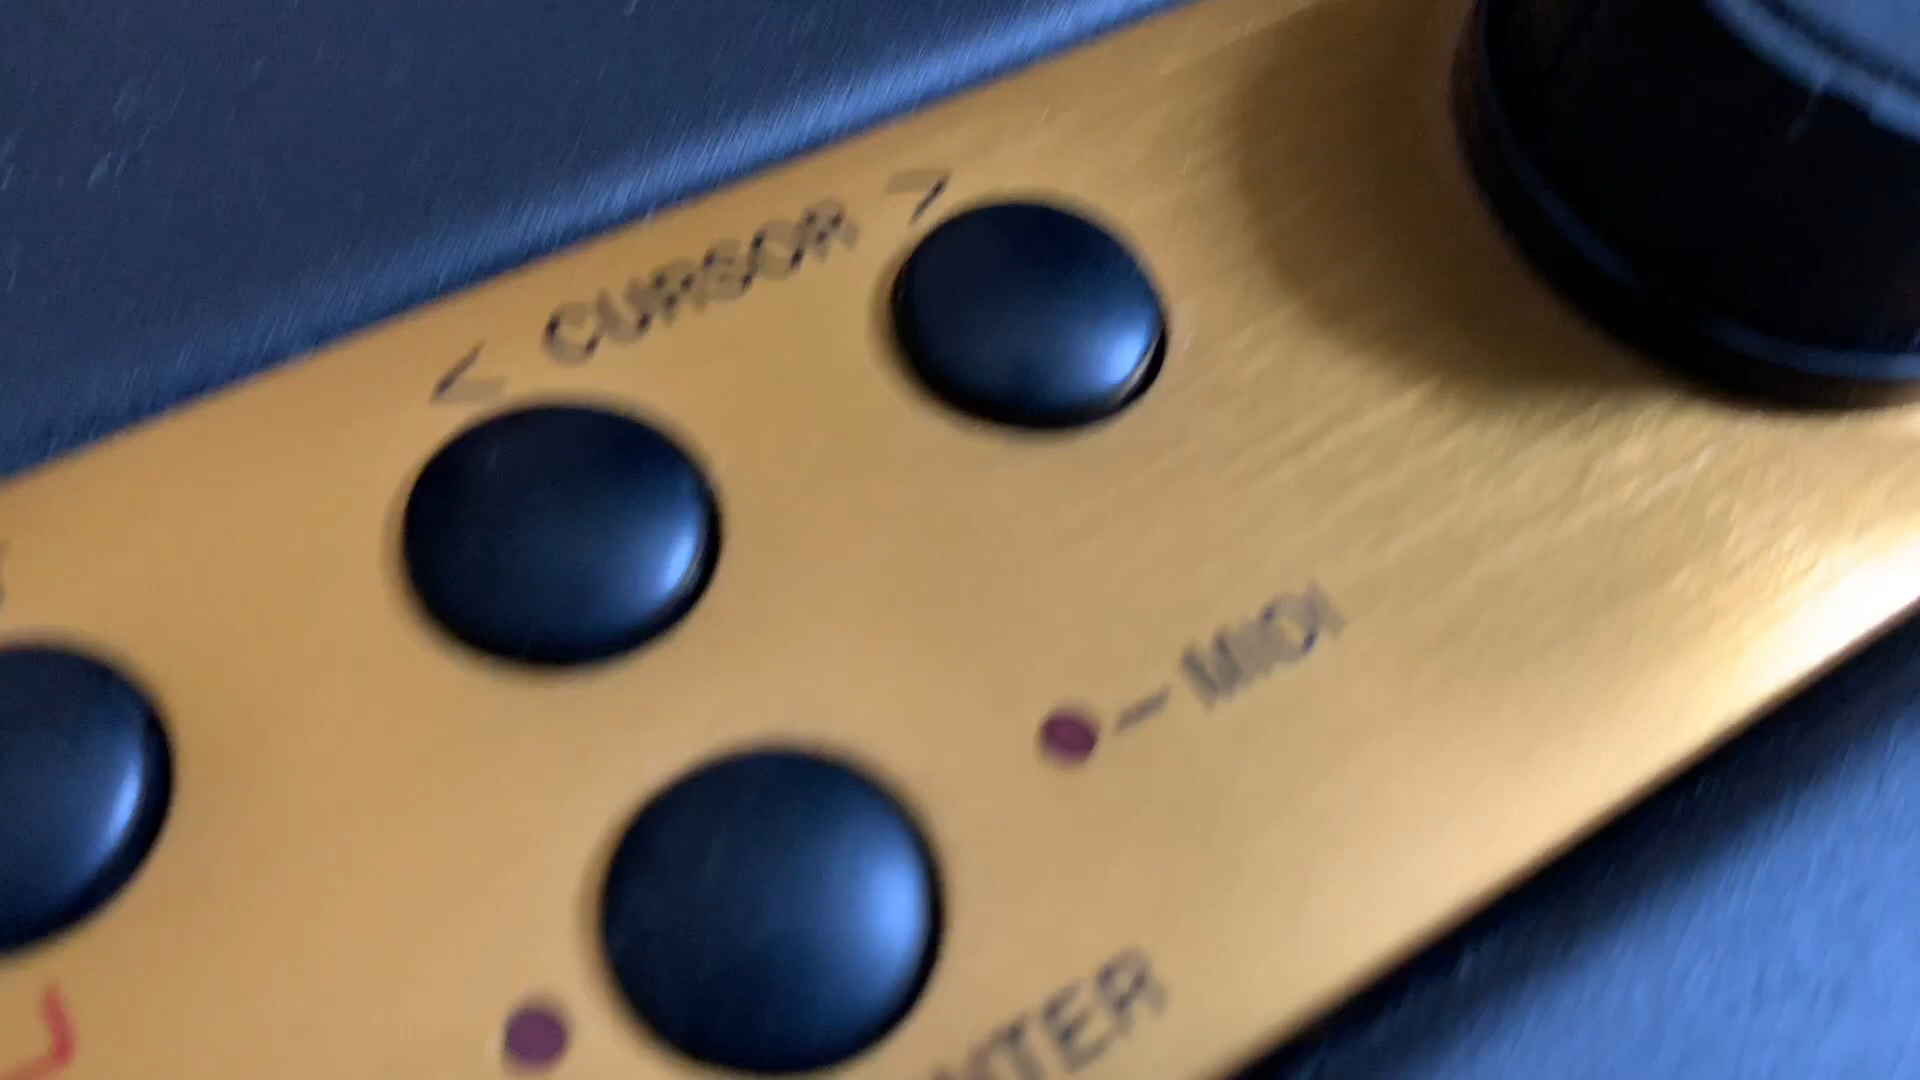 < CURSOR >
— MIDI